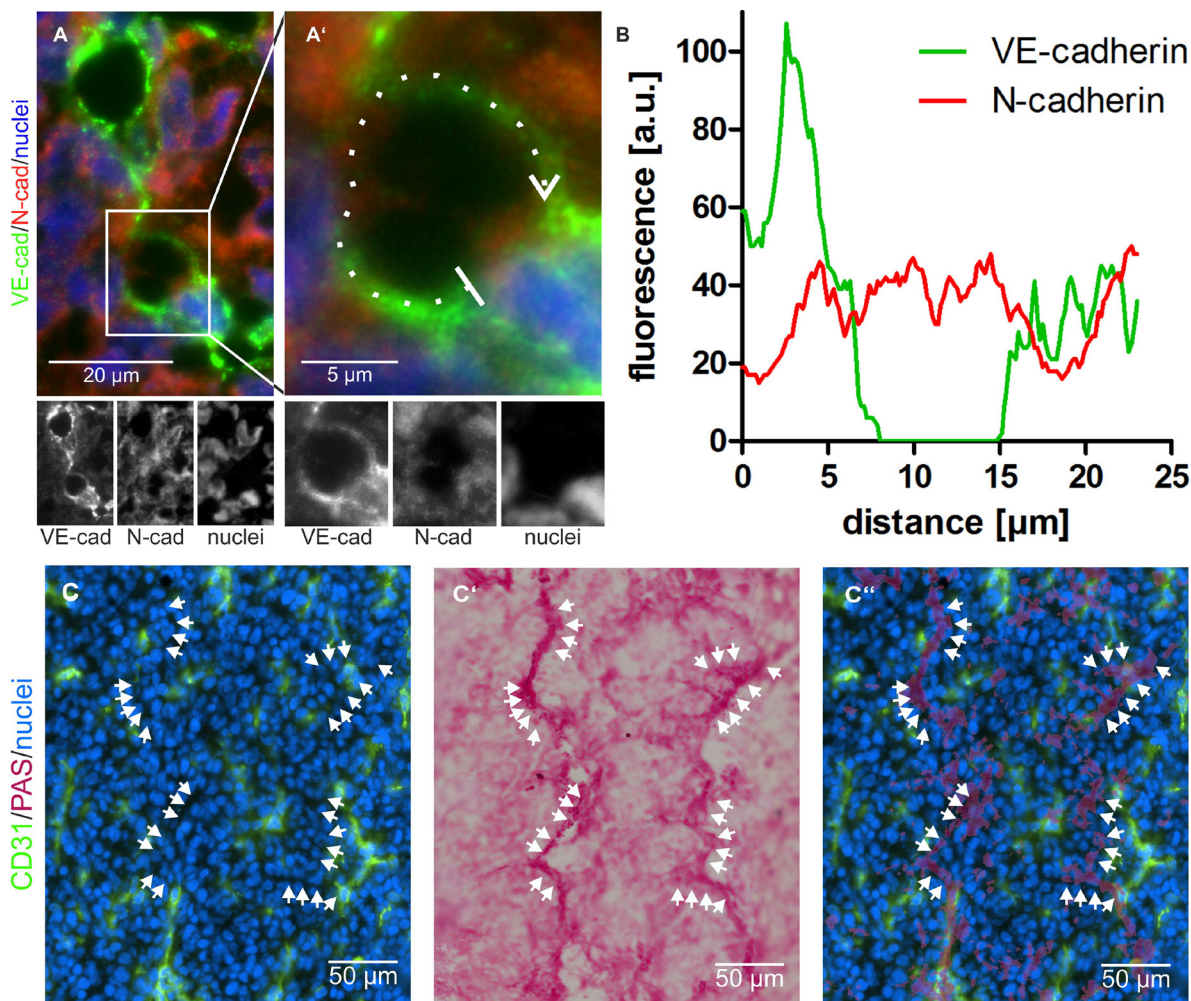 A
A'
VE-cad/N-cad/nuclei
20 µm
5 µm
VE-cad
N-cad
nuclei
VE-cad
N-cad
nuclei
B
VE-cadherin
N-cadherin
fluorescence [a.u.]
100
80
60
40
20
0
0
5
10
15
20
25
distance [µm]
CD31/PAS/nuclei
C
50 µm
C'
50 µm
C"
50 µm